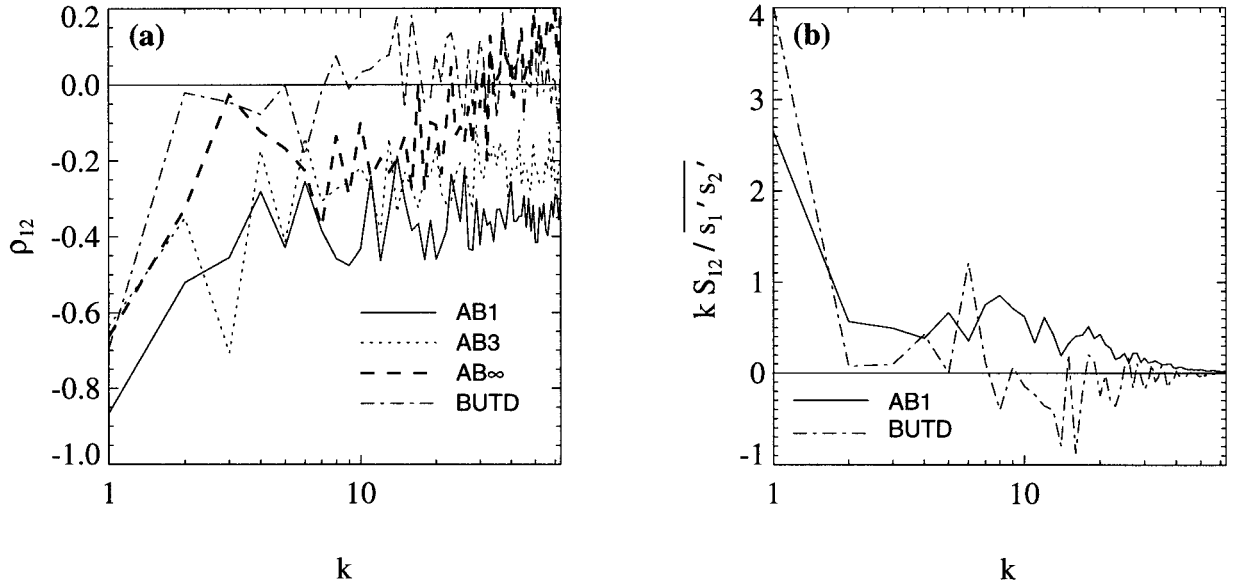 (a)
0.2
0.0
-0.2
-0.4
-0.6
-0.8
-1.0
ρ12
AB1
AB3
AB∞
BUTD
1
10
k
(b)
4
3
2
1
0
-1
k S12 / s1′ s2′
AB1
BUTD
1
10
k